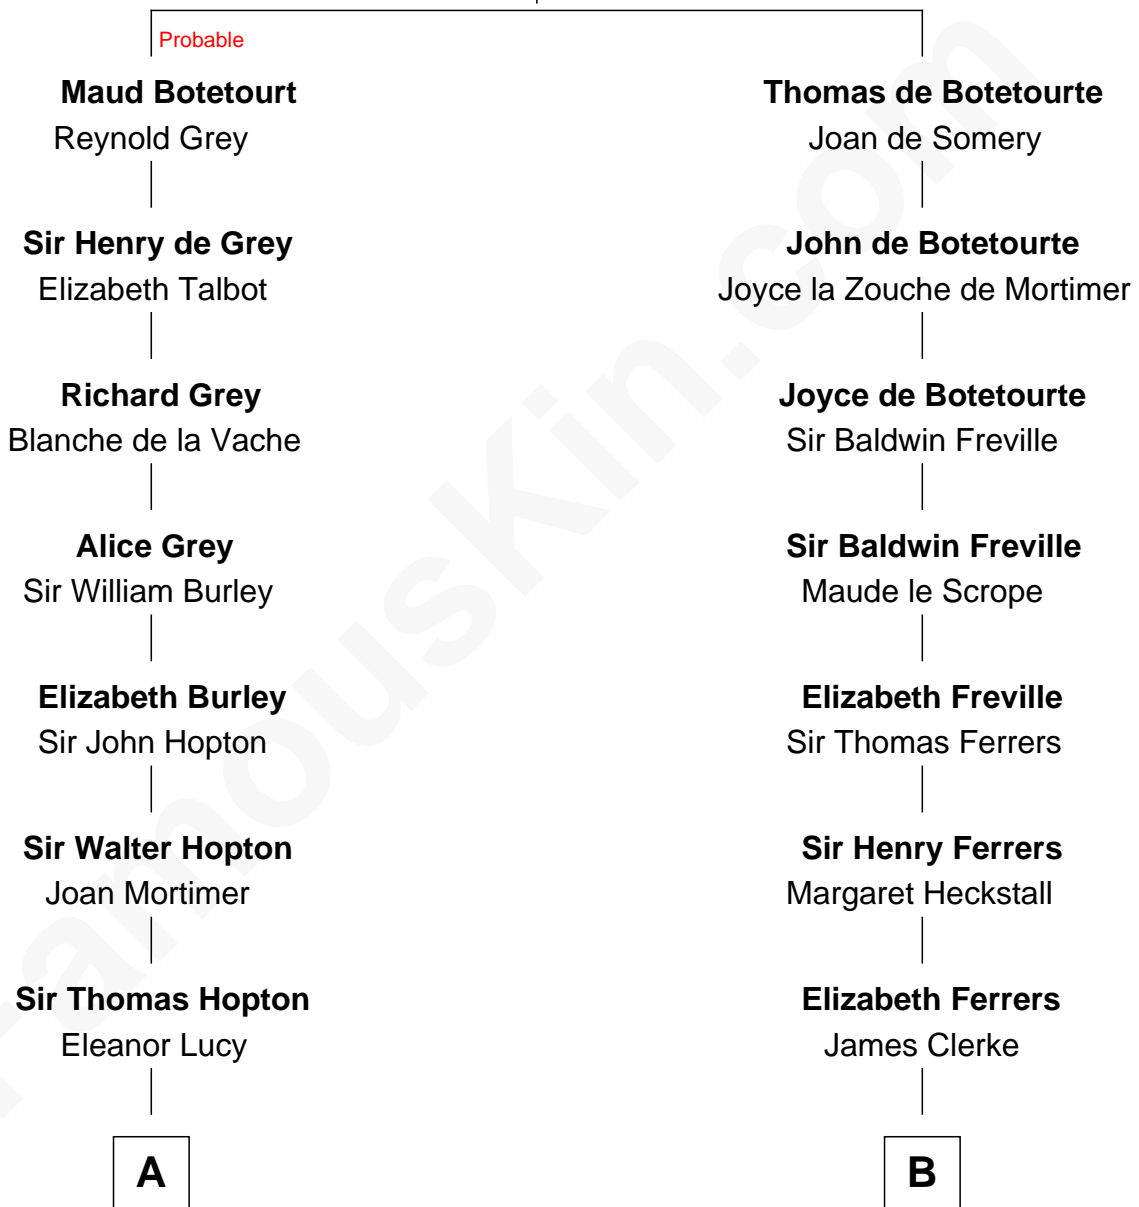 Probable
Maud Botetourt
Reynold Grey
Sir Henry de Grey
Elizabeth Talbot
Richard Grey
Blanche de la Vache
Alice Grey
Sir William Burley
Elizabeth Burley
Sir John Hopton
Sir Walter Hopton
Joan Mortimer
Sir Thomas Hopton
Eleanor Lucy
A
Thomas de Botetourte
Joan de Somery
John de Botetourte
Joyce la Zouche de Mortimer
Joyce de Botetourte
Sir Baldwin Freville
Sir Baldwin Freville
Maude le Scrope
Elizabeth Freville
Sir Thomas Ferrers
Sir Henry Ferrers
Margaret Heckstall
Elizabeth Ferrers
James Clerke
B
FamousKin.com